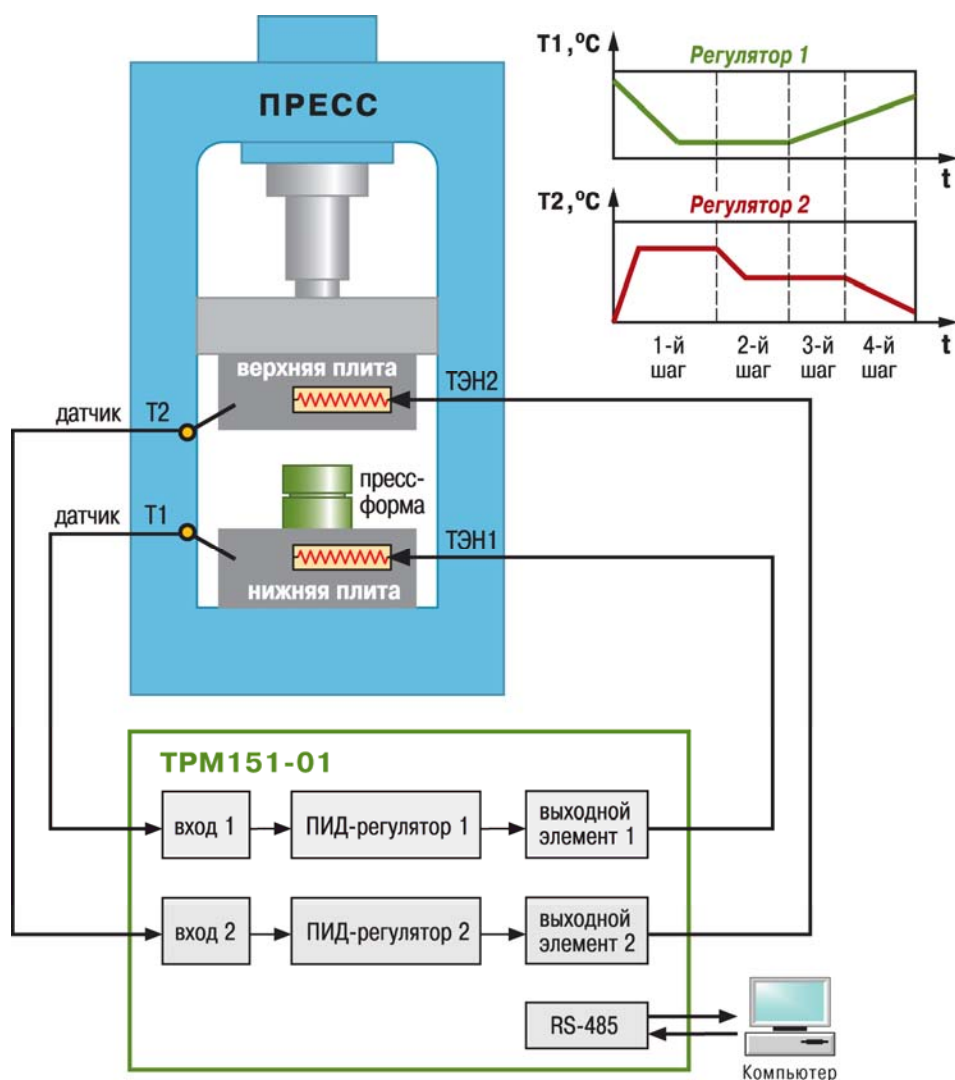 T1,ºC
Регулятор 1
t
T2,ºC
Регулятор 2
t
1-й
шаг
2-й
шаг
3-й
шаг
4-й
шаг
ПРЕСС
верхняя плита
ТЭН2
датчик T2
пресс-
форма
датчик T1
ТЭН1
нижняя плита
ТРМ151-01
вход 1
ПИД-регулятор 1
выходной
элемент 1
вход 2
ПИД-регулятор 2
выходной
элемент 2
RS-485
Компьютер